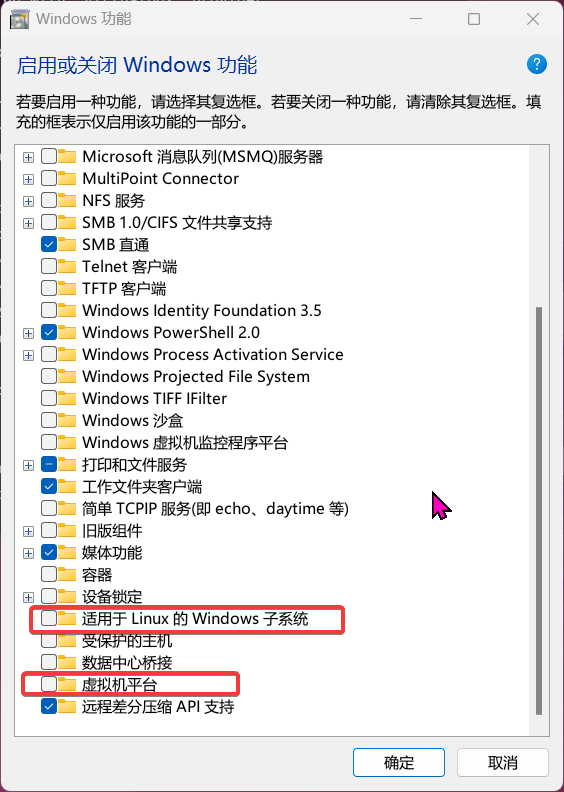 Windows 功能
启用或关闭 Windows 功能
?
若要启用一种功能，请选择其复选框。若要关闭一种功能，请清除其复选框。填
充的框表示仅启用该功能的一部分。
Microsoft 消息队列(MSMQ)服务器
MultiPoint Connector
NFS 服务
SMB 1.0/CIFS 文件共享支持
SMB 直通
Telnet 客户端
TFTP 客户端
Windows Identity Foundation 3.5
Windows PowerShell 2.0
Windows Process Activation Service
Windows Projected File System
Windows TIFF IFilter
Windows 沙盒
Windows 虚拟机监控程序平台
打印和文件服务
工作文件夹客户端
简单 TCPIP 服务(即 echo、daytime 等)
旧版组件
媒体功能
容器
设备锁定
适用于 Linux 的 Windows 子系统
受保护的主机
数据中心桥接
虚拟机平台
远程差分压缩 API 支持
确定
取消